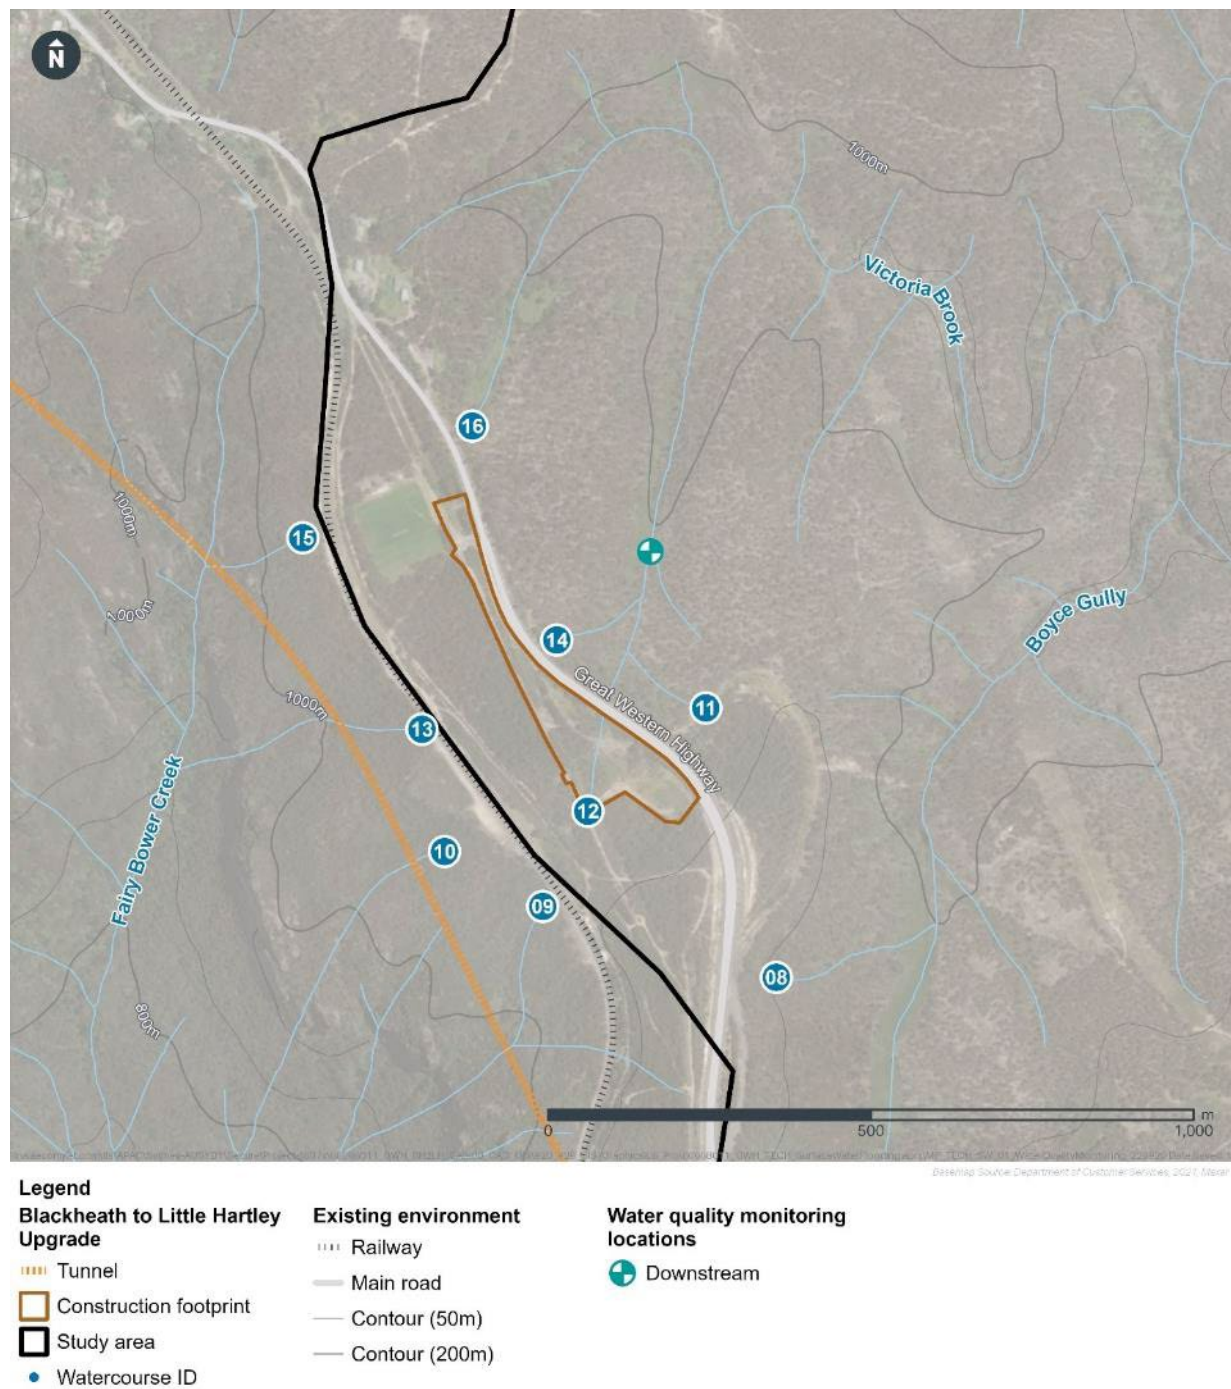 N
1000m
Victoria Brook
16
1000m
15
1,000m
Boyce Gully
14
Great Western Highway
11
1000m
13
Fairy Bower Creek
12
10
09
08
800m
m
0 500 1,000
Basemap Source: Department of Customer Services, 2021, Maxar
Legend
Blackheath to Little Hartley
Upgrade
Tunnel
Construction footprint
Study area
Watercourse ID
Existing environment
Railway
Main road
Contour (50m)
Contour (200m)
Water quality monitoring
locations
Downstream